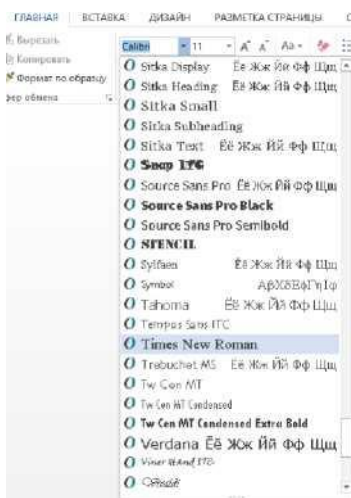 ГЛАВНАЯ ВСТАВКА ДИЗАЙН РАЗМЕТКА СТРАНИЦЫ
Вырезать
Копировать
Формат по образцу
фер обмена
Calibri 11 Aa
Sitka Display Ёё Жж Йй Фф Щщ
Sitka Heading Ёё Жж Йй Фф Щщ
Sitka Small
Sitka Subheading
Sitka Text Ёё Жж Йй Фф Щщ
Snap ITC
Source Sans Pro Ёё Жж Йй Фф Щщ
Source Sans Pro Black
Source Sans Pro Semibold
STENCIL
Sylfaen Ёё Жж Йй Фф Щщ
Symbol ΑβΧδΕφΓηΙφ
Tahoma Ёё Жж Йй Фф Щщ
Tempus Sans ITC
Times New Roman
Trebuchet MS Ёё Жж Йй Фф Щщ
Tw Cen MT
Tw Cen MT Condensed
Tw Cen MT Condensed Extra Bold
Verdana Ёё Жж Йй Фф Щщ
Viner Hand ITC